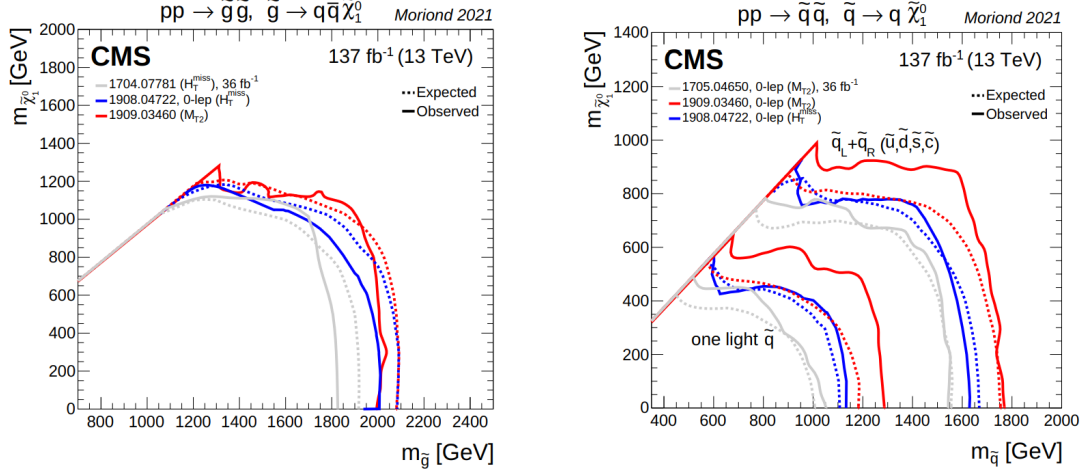 pp → g̃g̃, g̃ → qq̄χ̃⁰₁ Moriond 2021
m_χ̃⁰₁ [GeV]
2000
1800
1600
1400
1200
1000
800
600
400
200
0
CMS 137 fb⁻¹ (13 TeV)
1704.07781 (H_T^miss), 36 fb⁻¹
1908.04722, 0-lep (H_T^miss)
1909.03460 (M_T2)
Expected
Observed
800 1000 1200 1400 1600 1800 2000 2200 2400
m_g̃ [GeV]
pp → q̃q̃, q̃ → q χ̃⁰₁ Moriond 2021
m_χ̃⁰₁ [GeV]
1400
1200
1000
800
600
400
200
0
CMS 137 fb⁻¹ (13 TeV)
1705.04650, 0-lep (M_T2), 36 fb⁻¹
1909.03460, 0-lep (M_T2)
1908.04722, 0-lep (H_T^miss)
Expected
Observed
q̃_L+q̃_R (ũ,d̃,s̃,c̃)
one light q̃
400 600 800 1000 1200 1400 1600 1800 2000
m_q̃ [GeV]